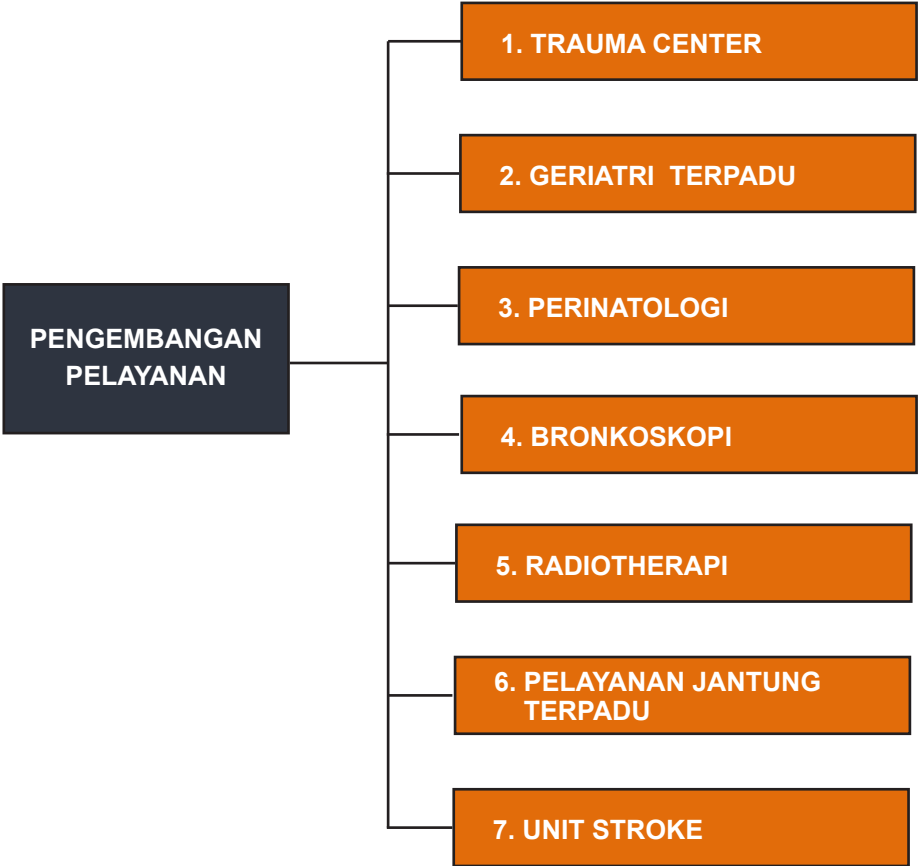 PENGEMBANGAN
PELAYANAN
1. TRAUMA CENTER
2. GERIATRI TERPADU
3. PERINATOLOGI
4. BRONKOSKOPI
5. RADIOTHERAPI
6. PELAYANAN JANTUNG
TERPADU
7. UNIT STROKE